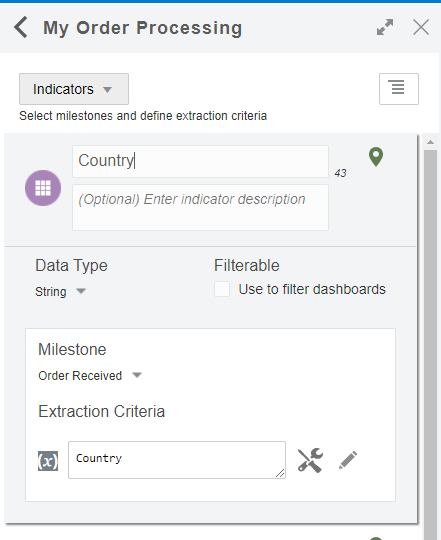 My Order Processing
Indicators
Select milestones and define extraction criteria
Country
43
(Optional) Enter indicator description
Data Type
Filterable
String
Use to filter dashboards
Milestone
Order Received
Extraction Criteria
(x)
Country